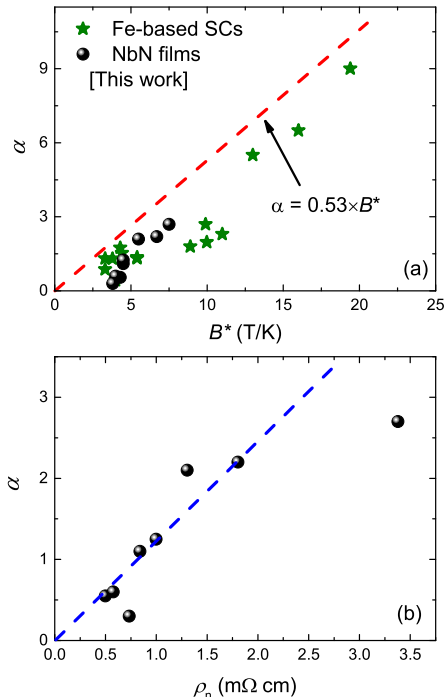 Fe-based SCs
NbN films
[This work]
α = 0.53×B*
(a)
α
0
3
6
9
0
5
10
15
20
25
B* (T/K)
(b)
α
0
1
2
3
0.0
0.5
1.0
1.5
2.0
2.5
3.0
3.5
ρn (mΩ cm)